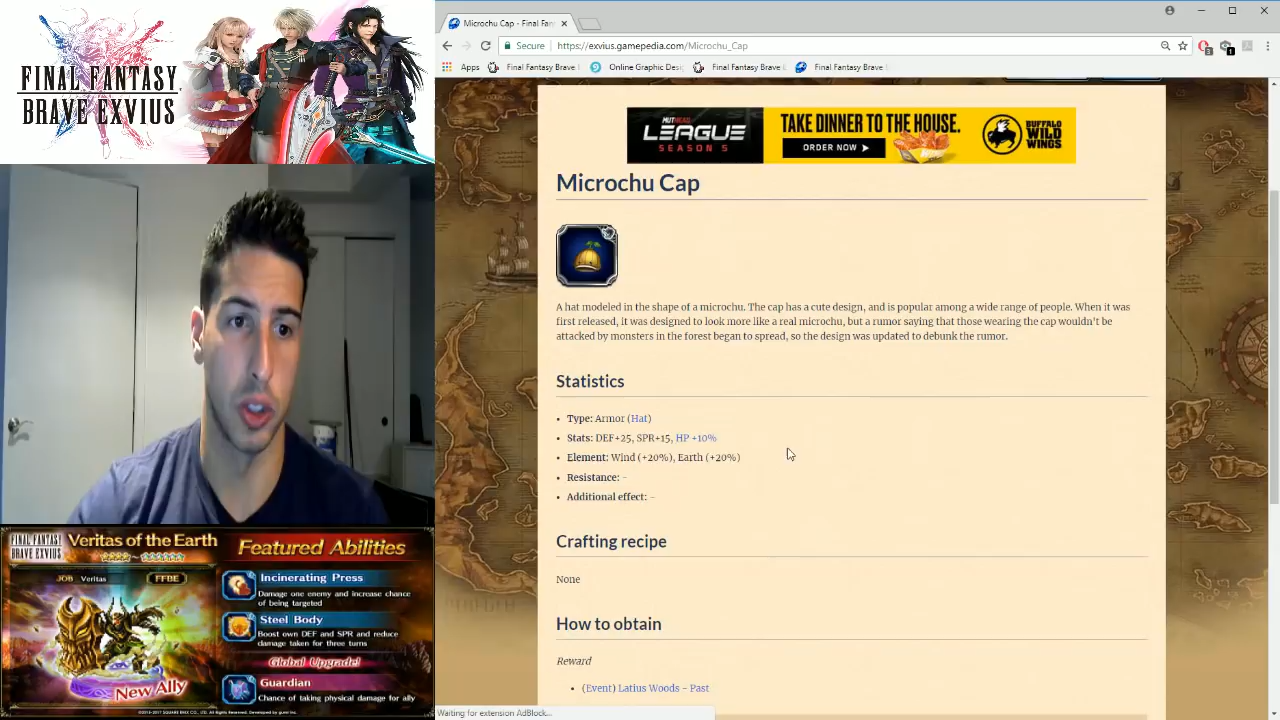 FINAL FANTASY
BRAVE EXVIUS
Microchu Cap - Final Fan
Secure
https://exvius.gamepedia.com/Microchu_Cap
Apps
Final Fantasy Brave
Online Graphic Desi
Final Fantasy Brave
Final Fantasy Brave
MUTHEAD
LEAGUE
SEASON 5
TAKE DINNER TO THE HOUSE.
ORDER NOW
BUFFALO
WILD
WINGS
Microchu Cap
A hat modeled in the shape of a microchu. The cap has a cute design, and is popular among a wide range of people. When it was
first released, it was designed to look more like a real microchu, but a rumor saying that those wearing the cap wouldn't be
attacked by monsters in the forest began to spread, so the design was updated to debunk the rumor.
Statistics
• Type: Armor (Hat)
• Stats: DEF+25, SPR+15, HP +10%
• Element: Wind (+20%), Earth (+20%)
• Resistance: -
• Additional effect: -
Crafting recipe
None
How to obtain
Reward
• (Event) Latius Woods - Past
Waiting for extension AdBlock...
FINAL FANTASY
BRAVE EXVIUS
Veritas of the Earth
JOB Veritas
FFBE
New Ally
Featured Abilities
Incinerating Press
Damage one enemy and increase chance
of being targeted
Steel Body
Boost own DEF and SPR and reduce
damage taken for three turns
Global Upgrade!
Guardian
Chance of taking physical damage for ally